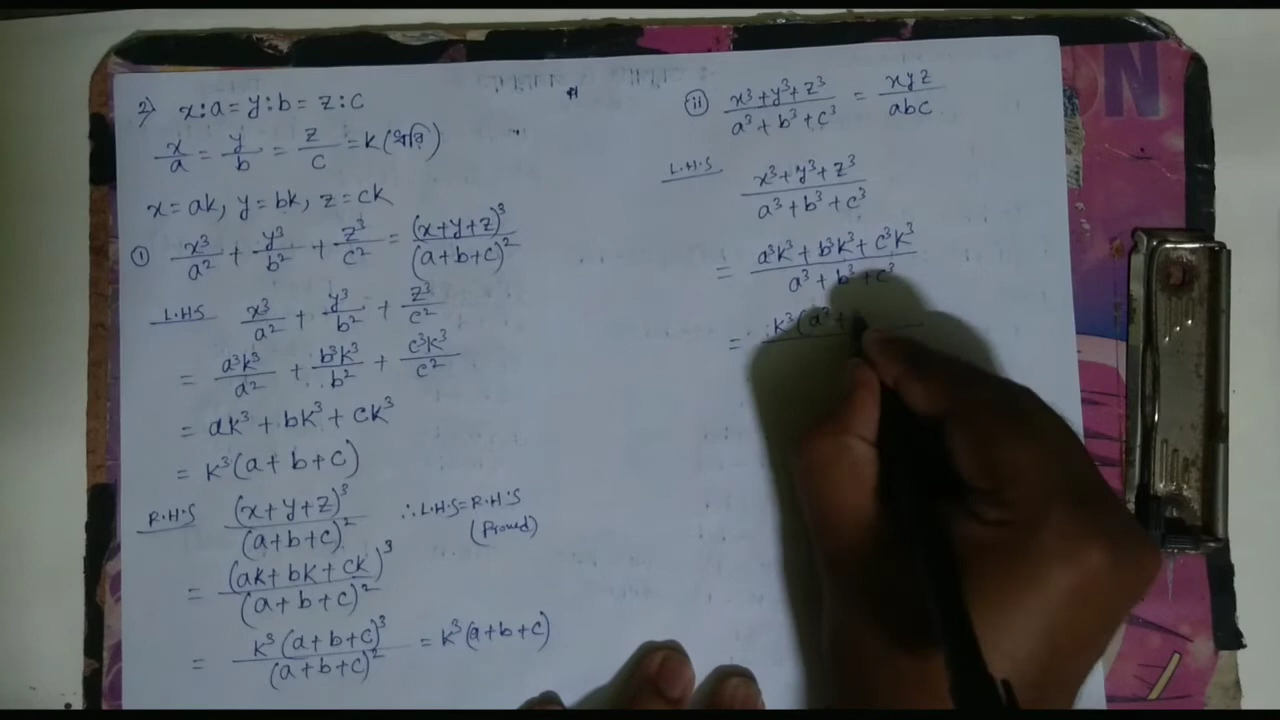 2) x:a = y:b = z:c
x/a = y/b = z/c = k (ধরি)
x = ak, y = bk, z = ck
① x³/a² + y³/b² + z³/c² = (x+y+z)³/(a+b+c)²
L.H.S x³/a² + y³/b² + z³/c²
= a³k³/a² + b³k³/b² + c³k³/c²
= ak³ + bk³ + ck³
= k³(a+b+c)
R.H.S (x+y+z)³/(a+b+c)² ∴ L.H.S = R.H.S
(Proved)
= (ak+bk+ck)³/(a+b+c)²
= k³(a+b+c)³/(a+b+c)² = k³(a+b+c)
ⓘⓘ x³+y³+z³/a³+b³+c³ = xyz/abc
L.H.S x³+y³+z³/a³+b³+c³
= a³k³+b³k³+c³k³/a³+b³+c³
= k³(a³+
N